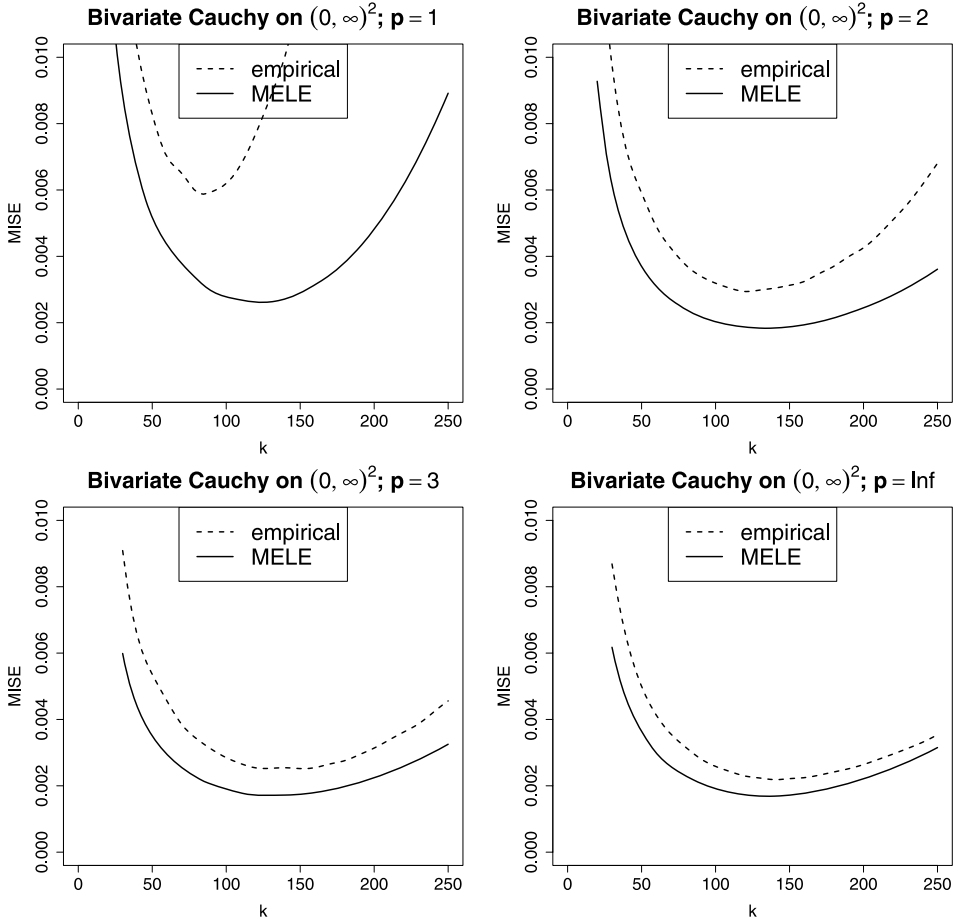 Bivariate Cauchy on (0, ∞)²; p = 1
MISE
0.000 0.002 0.004 0.006 0.008 0.010
empirical
MELE
0 50 100 150 200 250
k
Bivariate Cauchy on (0, ∞)²; p = 2
MISE
0.000 0.002 0.004 0.006 0.008 0.010
empirical
MELE
0 50 100 150 200 250
k
Bivariate Cauchy on (0, ∞)²; p = 3
MISE
0.000 0.002 0.004 0.006 0.008 0.010
empirical
MELE
0 50 100 150 200 250
k
Bivariate Cauchy on (0, ∞)²; p = Inf
MISE
0.000 0.002 0.004 0.006 0.008 0.010
empirical
MELE
0 50 100 150 200 250
k